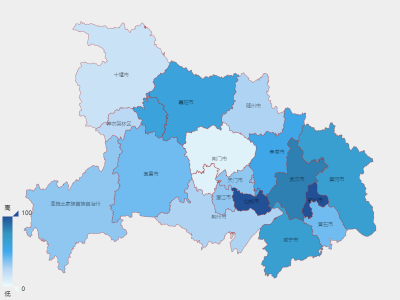 十堰市
襄阳市
随州市
神农架林区
荆门市
孝感市
宜昌市
天门市
武汉市
黄冈市
恩施土家族苗族自治州
潜江市
仙桃市
荆州市
黄石市
咸宁市
高
100
0
低